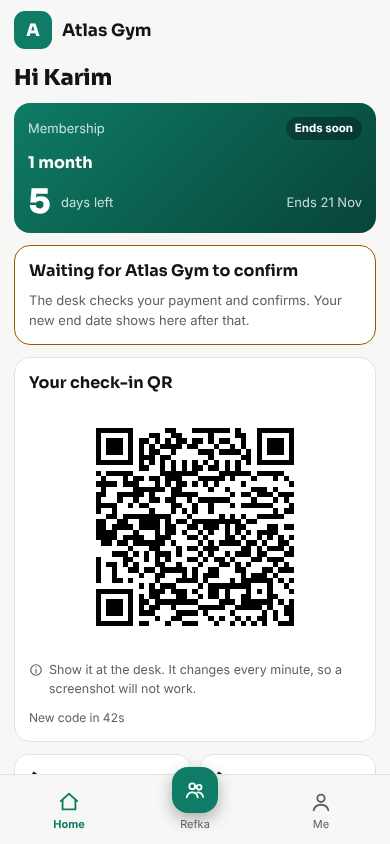 A
Atlas Gym
Hi Karim
Membership
Ends soon
1 month
5 days left
Ends 21 Nov
Waiting for Atlas Gym to confirm
The desk checks your payment and confirms. Your
new end date shows here after that.
Your check-in QR
Show it at the desk. It changes every minute, so a
screenshot will not work.
New code in 42s
Home
Refka
Me